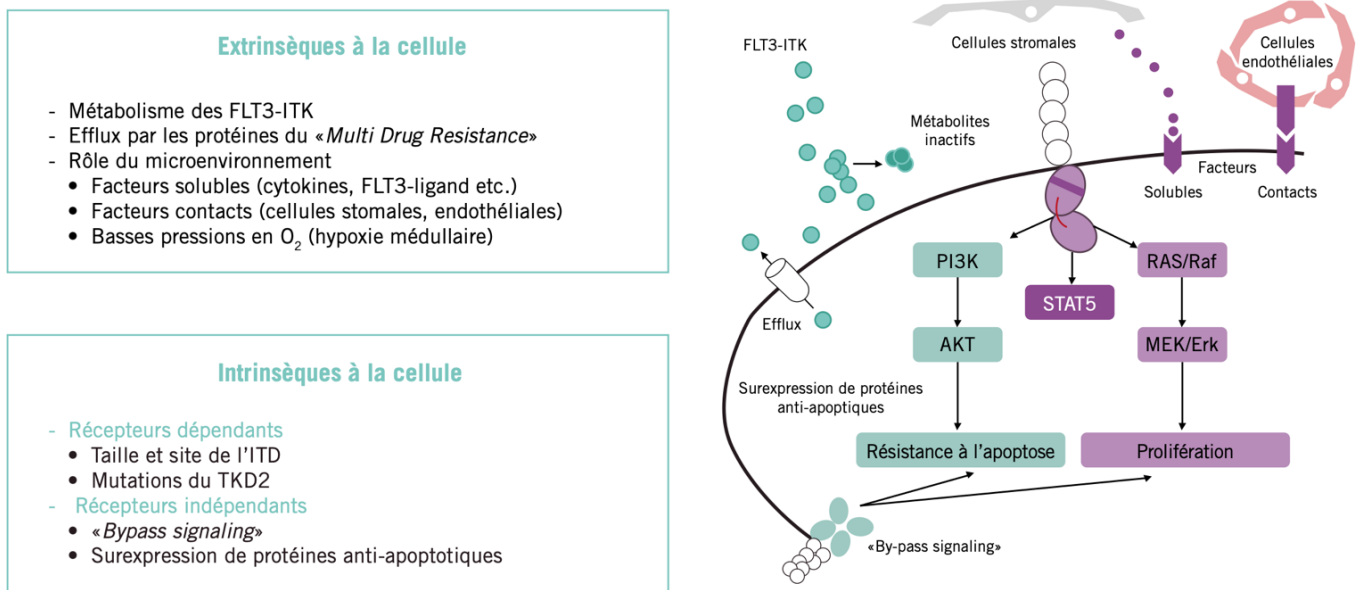 Extrinsèques à la cellule
- Métabolisme des FLT3-ITK
- Efflux par les protéines du «Multi Drug Resistance»
- Rôle du microenvironnement
• Facteurs solubles (cytokines, FLT3-ligand etc.)
• Facteurs contacts (cellules stomales, endothéliales)
• Basses pressions en O₂ (hypoxie médullaire)
Intrinsèques à la cellule
- Récepteurs dépendants
• Taille et site de l’ITD
• Mutations du TKD2
- Récepteurs indépendants
• «Bypass signaling»
• Surexpression de protéines anti-apoptotiques
FLT3-ITK
Cellules stromales
Cellules
endothéliales
Métabolites
inactifs
Facteurs
Solubles
Contacts
Efflux
PI3K
RAS/Raf
STAT5
AKT
MEK/Erk
Surexpression de protéines
anti-apoptiques
Résistance à l’apoptose
Prolifération
«By-pass signaling»